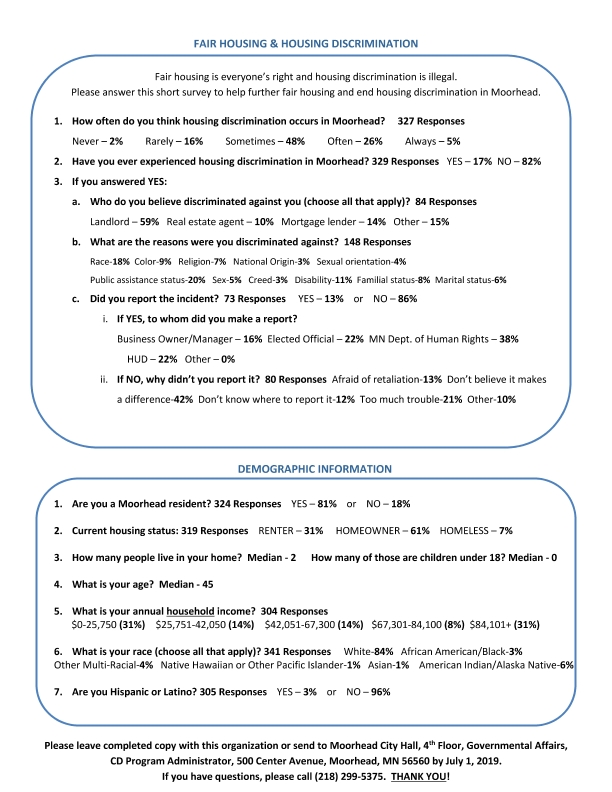 FAIR HOUSING & HOUSING DISCRIMINATION
Fair housing is everyone's right and housing discrimination is illegal.
Please answer this short survey to help further fair housing and end housing discrimination in Moorhead.
1. How often do you think housing discrimination occurs in Moorhead? 327 Responses
Never – 2% Rarely – 16% Sometimes – 48% Often – 26% Always – 5%
2. Have you ever experienced housing discrimination in Moorhead? 329 Responses YES – 17% NO – 82%
3. If you answered YES:
a. Who do you believe discriminated against you (choose all that apply)? 84 Responses
Landlord – 59% Real estate agent – 10% Mortgage lender – 14% Other – 15%
b. What are the reasons were you discriminated against? 148 Responses
Race-18% Color-9% Religion-7% National Origin-3% Sexual orientation-4%
Public assistance status-20% Sex-5% Creed-3% Disability-11% Familial status-8% Marital status-6%
c. Did you report the incident? 73 Responses YES – 13% or NO – 86%
i. If YES, to whom did you make a report?
Business Owner/Manager – 16% Elected Official – 22% MN Dept. of Human Rights – 38%
HUD – 22% Other – 0%
ii. If NO, why didn't you report it? 80 Responses Afraid of retaliation-13% Don't believe it makes
a difference-42% Don't know where to report it-12% Too much trouble-21% Other-10%
DEMOGRAPHIC INFORMATION
1. Are you a Moorhead resident? 324 Responses YES – 81% or NO – 18%
2. Current housing status: 319 Responses RENTER – 31% HOMEOWNER – 61% HOMELESS – 7%
3. How many people live in your home? Median - 2 How many of those are children under 18? Median - 0
4. What is your age? Median - 45
5. What is your annual household income? 304 Responses
$0-25,750 (31%) $25,751-42,050 (14%) $42,051-67,300 (14%) $67,301-84,100 (8%) $84,101+ (31%)
6. What is your race (choose all that apply)? 341 Responses White-84% African American/Black-3%
Other Multi-Racial-4% Native Hawaiian or Other Pacific Islander-1% Asian-1% American Indian/Alaska Native-6%
7. Are you Hispanic or Latino? 305 Responses YES – 3% or NO – 96%
Please leave completed copy with this organization or send to Moorhead City Hall, 4th Floor, Governmental Affairs,
CD Program Administrator, 500 Center Avenue, Moorhead, MN 56560 by July 1, 2019.
If you have questions, please call (218) 299-5375. THANK YOU!